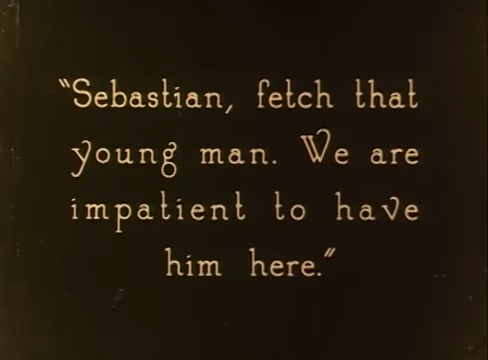 "Sebastian, fetch that
young man. We are
impatient to have
him here."